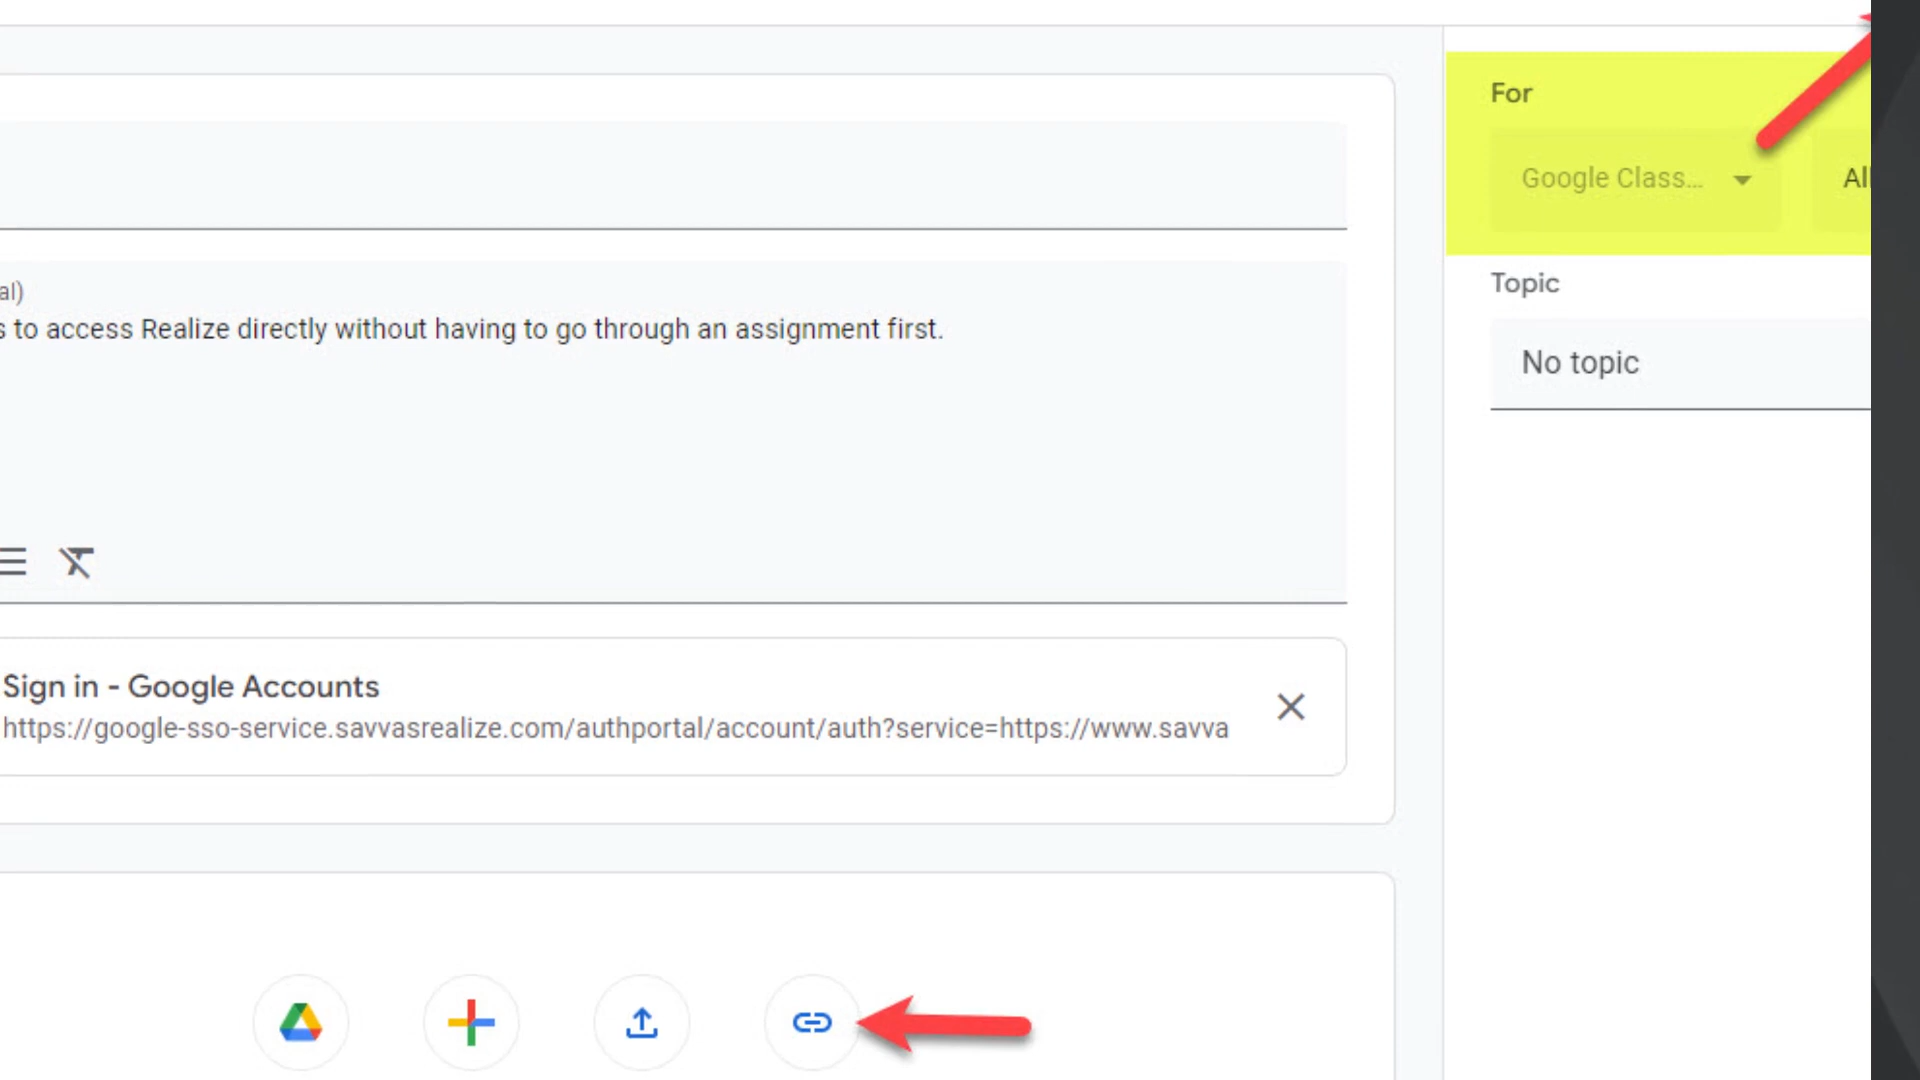 For
Google Class...
All
al)
s to access Realize directly without having to go through an assignment first.
Topic
No topic
Sign in - Google Accounts
https://google-sso-service.savvasrealize.com/authportal/account/auth?service=https://www.savva